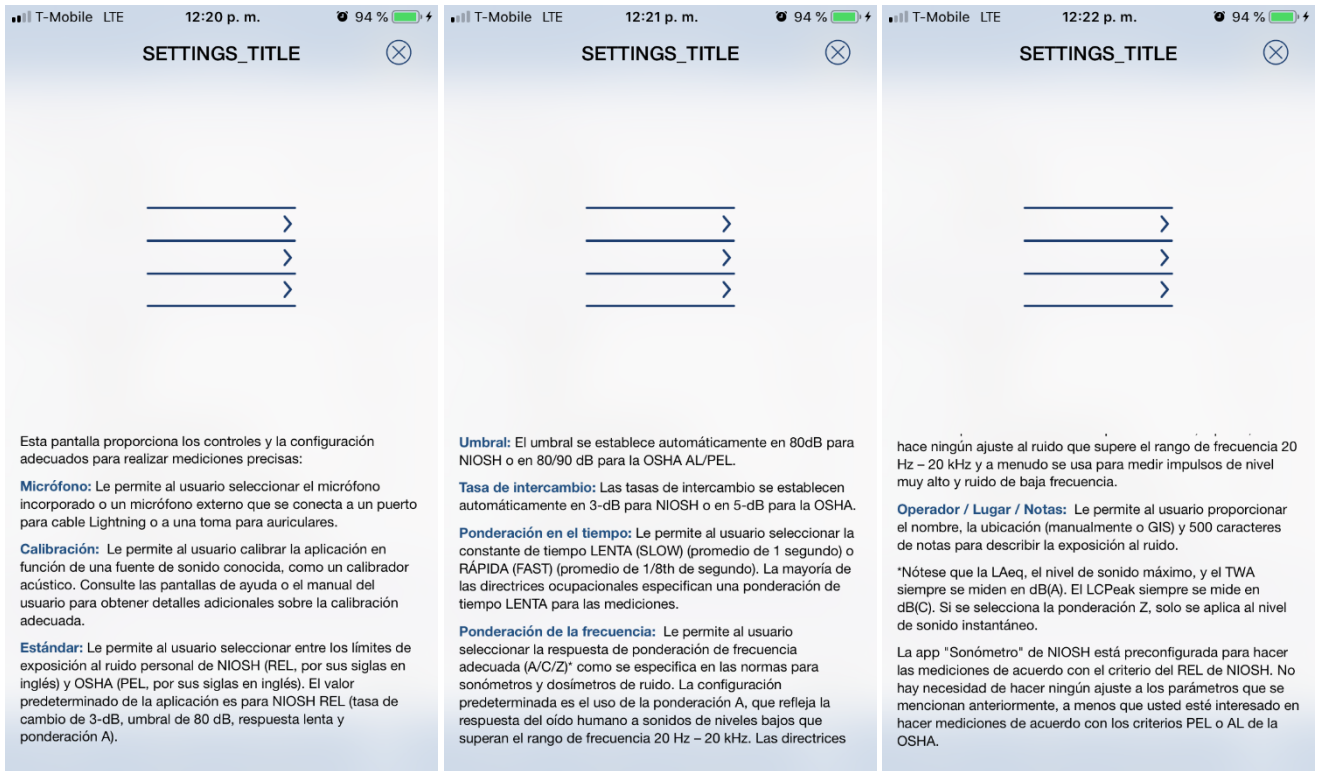 T-Mobile LTE 12:20 p. m. 94 %
SETTINGS_TITLE
Esta pantalla proporciona los controles y la configuración
adecuados para realizar mediciones precisas:
Micrófono: Le permite al usuario seleccionar el micrófono
incorporado o un micrófono externo que se conecta a un puerto
para cable Lightning o a una toma para auriculares.
Calibración: Le permite al usuario calibrar la aplicación en
función de una fuente de sonido conocida, como un calibrador
acústico. Consulte las pantallas de ayuda o el manual del
usuario para obtener detalles adicionales sobre la calibración
adecuada.
Estándar: Le permite al usuario seleccionar entre los límites de
exposición al ruido personal de NIOSH (REL, por sus siglas en
inglés) y OSHA (PEL, por sus siglas en inglés). El valor
predeterminado de la aplicación es para NIOSH REL (tasa de
cambio de 3-dB, umbral de 80 dB, respuesta lenta y
ponderación A).
T-Mobile LTE 12:21 p. m. 94 %
SETTINGS_TITLE
Umbral: El umbral se establece automáticamente en 80dB para
NIOSH o en 80/90 dB para la OSHA AL/PEL.
Tasa de intercambio: Las tasas de intercambio se establecen
automáticamente en 3-dB para NIOSH o en 5-dB para la OSHA.
Ponderación en el tiempo: Le permite al usuario seleccionar la
constante de tiempo LENTA (SLOW) (promedio de 1 segundo) o
RÁPIDA (FAST) (promedio de 1/8th de segundo). La mayoría de
las directrices ocupacionales especifican una ponderación de
tiempo LENTA para las mediciones.
Ponderación de la frecuencia: Le permite al usuario
seleccionar la respuesta de ponderación de frecuencia
adecuada (A/C/Z)* como se especifica en las normas para
sonómetros y dosímetros de ruido. La configuración
predeterminada es el uso de la ponderación A, que refleja la
respuesta del oído humano a sonidos de niveles bajos que
superan el rango de frecuencia 20 Hz – 20 kHz. Las directrices
T-Mobile LTE 12:22 p. m. 94 %
SETTINGS_TITLE
hace ningún ajuste al ruido que supere el rango de frecuencia 20
Hz – 20 kHz y a menudo se usa para medir impulsos de nivel
muy alto y ruido de baja frecuencia.
Operador / Lugar / Notas: Le permite al usuario proporcionar
el nombre, la ubicación (manualmente o GIS) y 500 caracteres
de notas para describir la exposición al ruido.
*Nótese que la LAeq, el nivel de sonido máximo, y el TWA
siempre se miden en dB(A). El LCPeak siempre se mide en
dB(C). Si se selecciona la ponderación Z, solo se aplica al nivel
de sonido instantáneo.
La app "Sonómetro" de NIOSH está preconfigurada para hacer
las mediciones de acuerdo con el criterio del REL de NIOSH. No
hay necesidad de hacer ningún ajuste a los parámetros que se
mencionan anteriormente, a menos que usted esté interesado en
hacer mediciones de acuerdo con los criterios PEL o AL de la
OSHA.